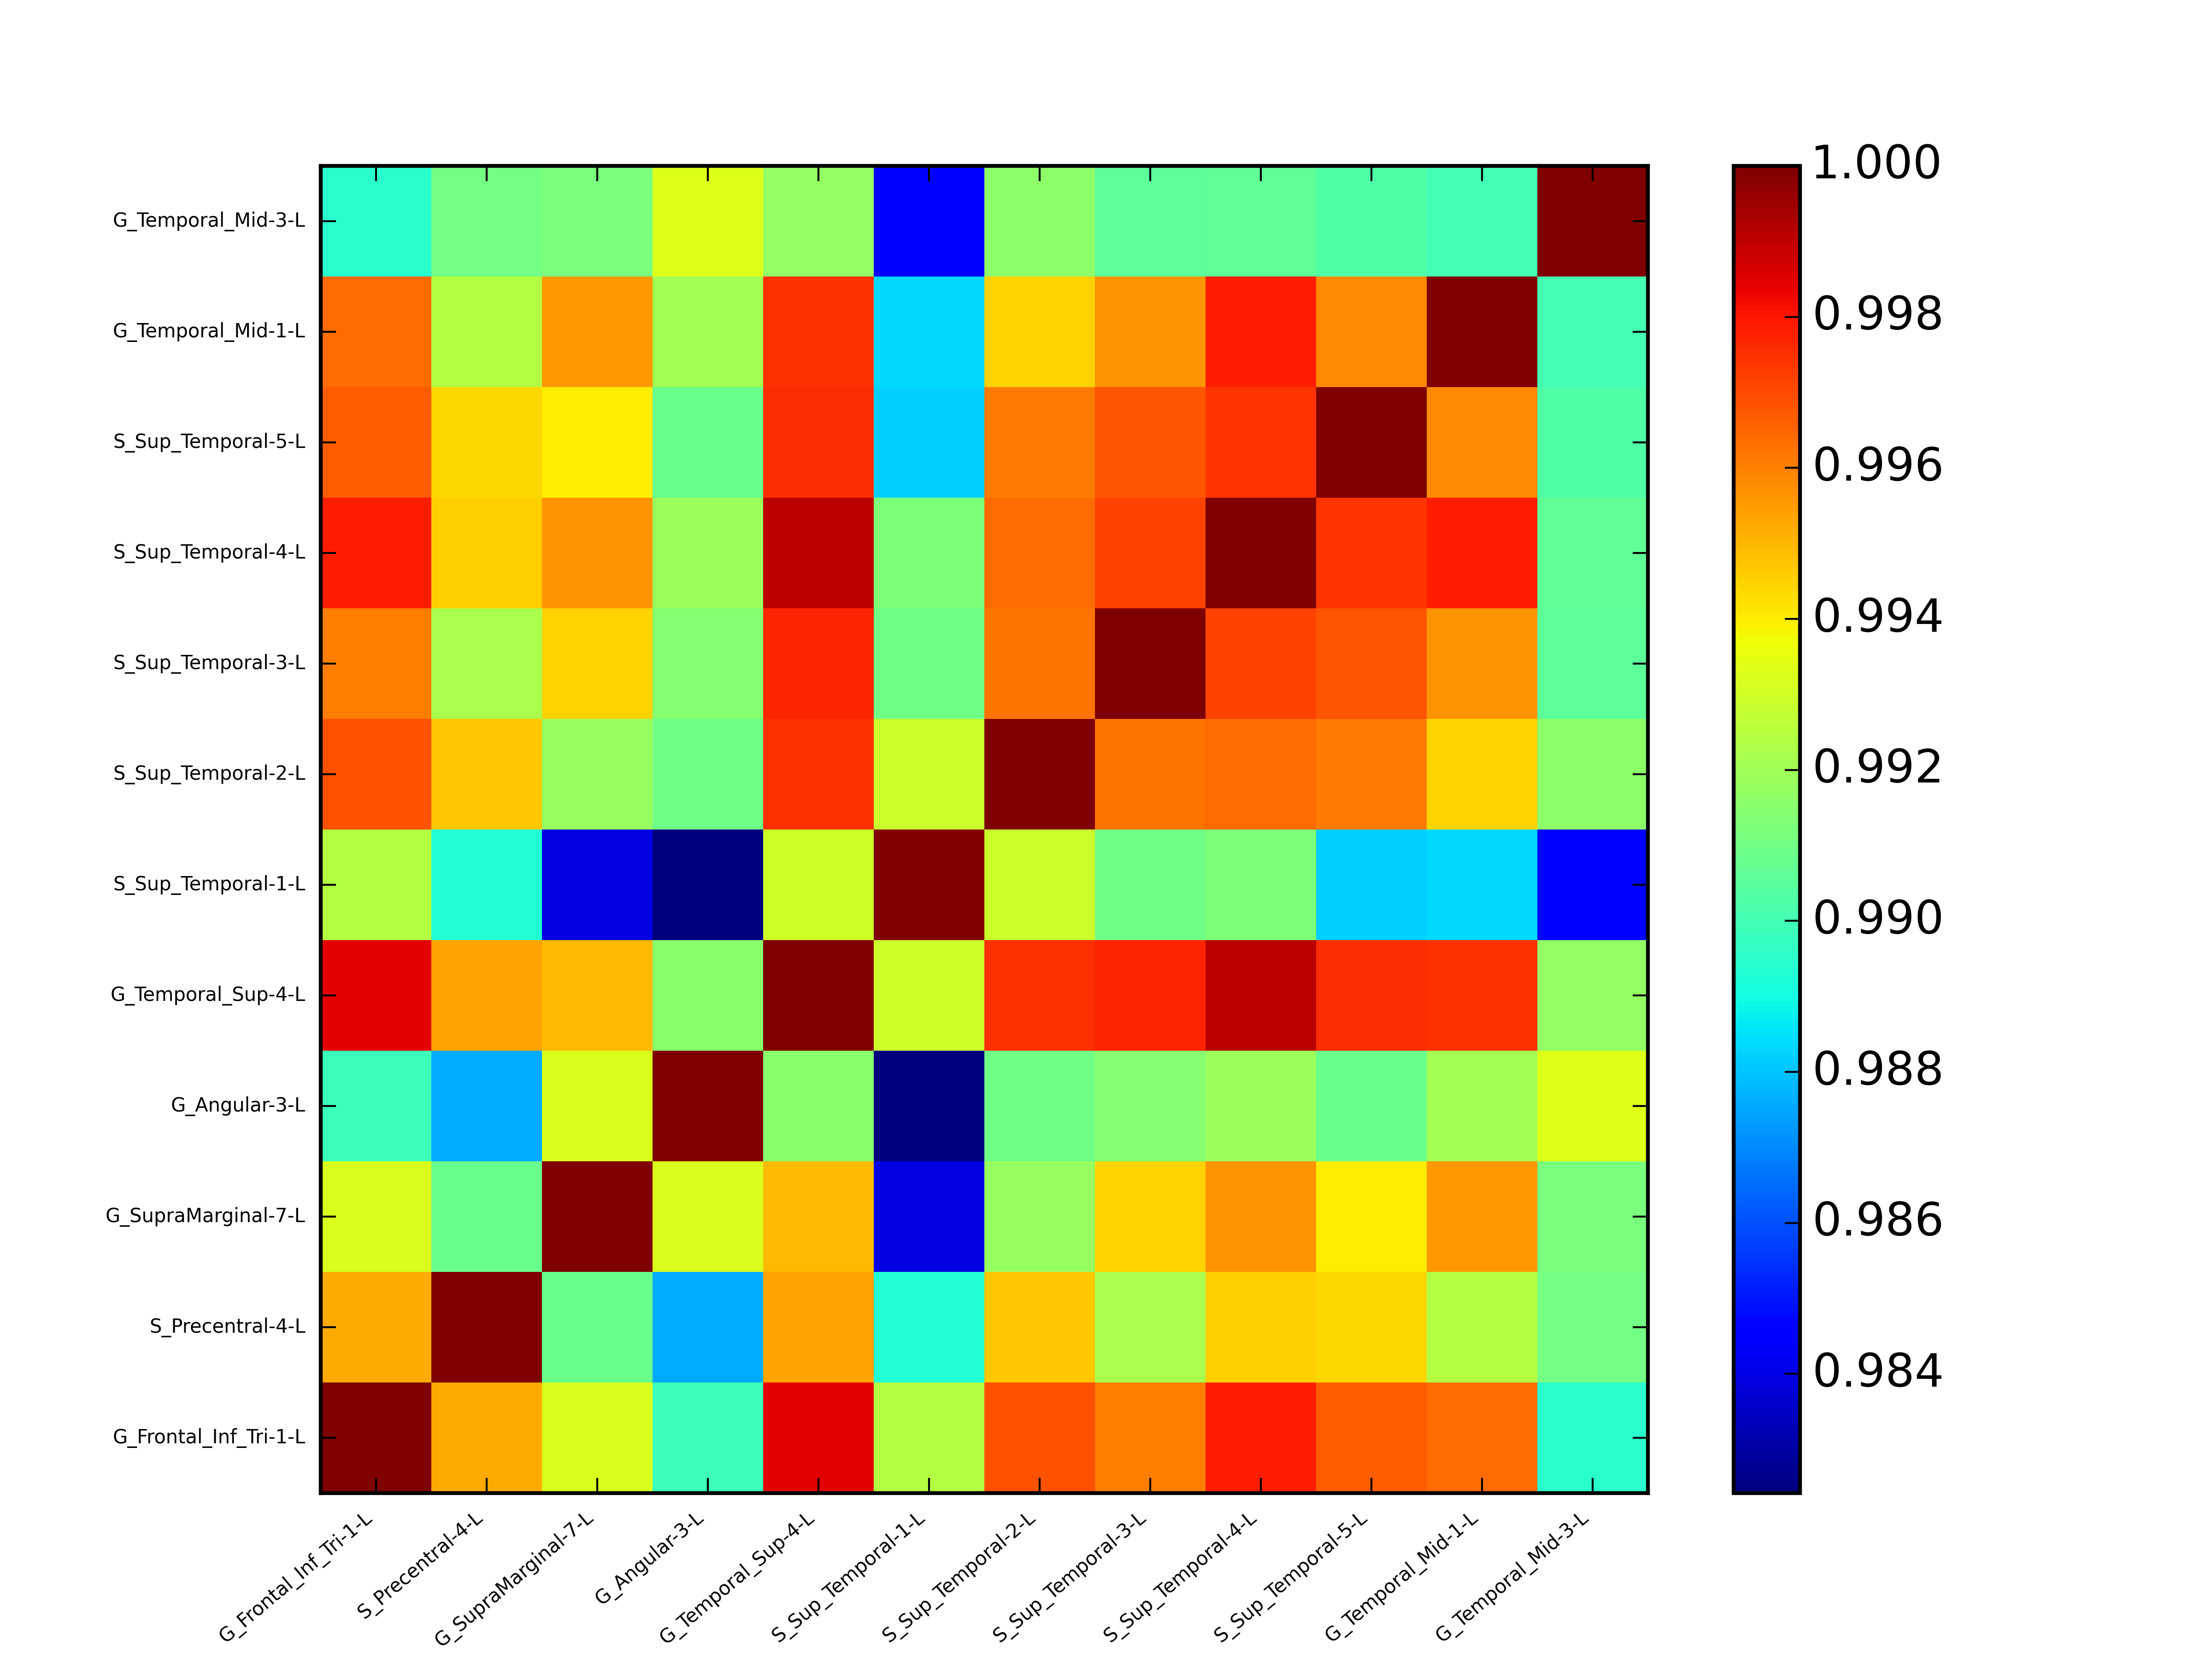 G_Temporal_Mid-3-L
G_Temporal_Mid-1-L
S_Sup_Temporal-5-L
S_Sup_Temporal-4-L
S_Sup_Temporal-3-L
S_Sup_Temporal-2-L
S_Sup_Temporal-1-L
G_Temporal_Sup-4-L
G_Angular-3-L
G_SupraMarginal-7-L
S_Precentral-4-L
G_Frontal_Inf_Tri-1-L
G_Frontal_Inf_Tri-1-L
S_Precentral-4-L
G_SupraMarginal-7-L
G_Angular-3-L
G_Temporal_Sup-4-L
S_Sup_Temporal-1-L
S_Sup_Temporal-2-L
S_Sup_Temporal-3-L
S_Sup_Temporal-4-L
S_Sup_Temporal-5-L
G_Temporal_Mid-1-L
G_Temporal_Mid-3-L
1.000
0.998
0.996
0.994
0.992
0.990
0.988
0.986
0.984